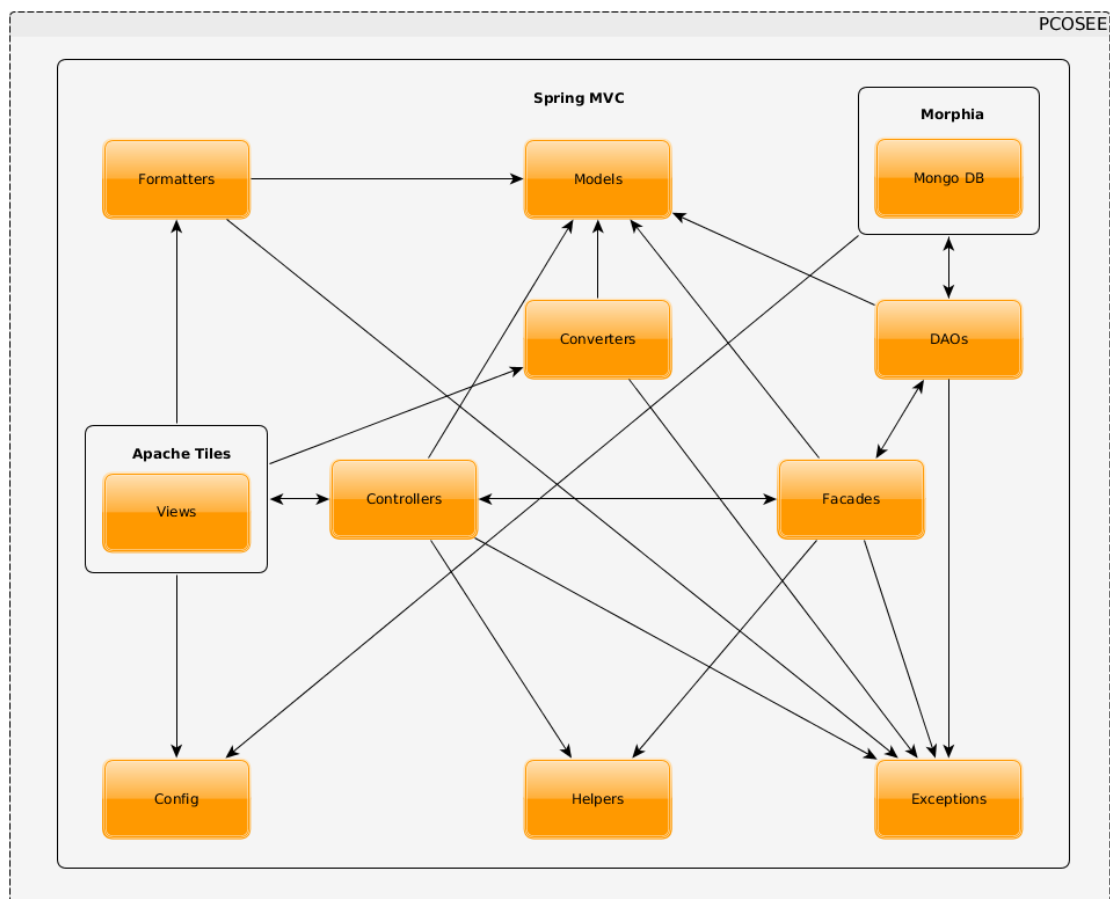 PCOSEE
Spring MVC
Morphia
Formatters
Models
Mongo DB
Converters
DAOs
Apache Tiles
Views
Controllers
Facades
Config
Helpers
Exceptions